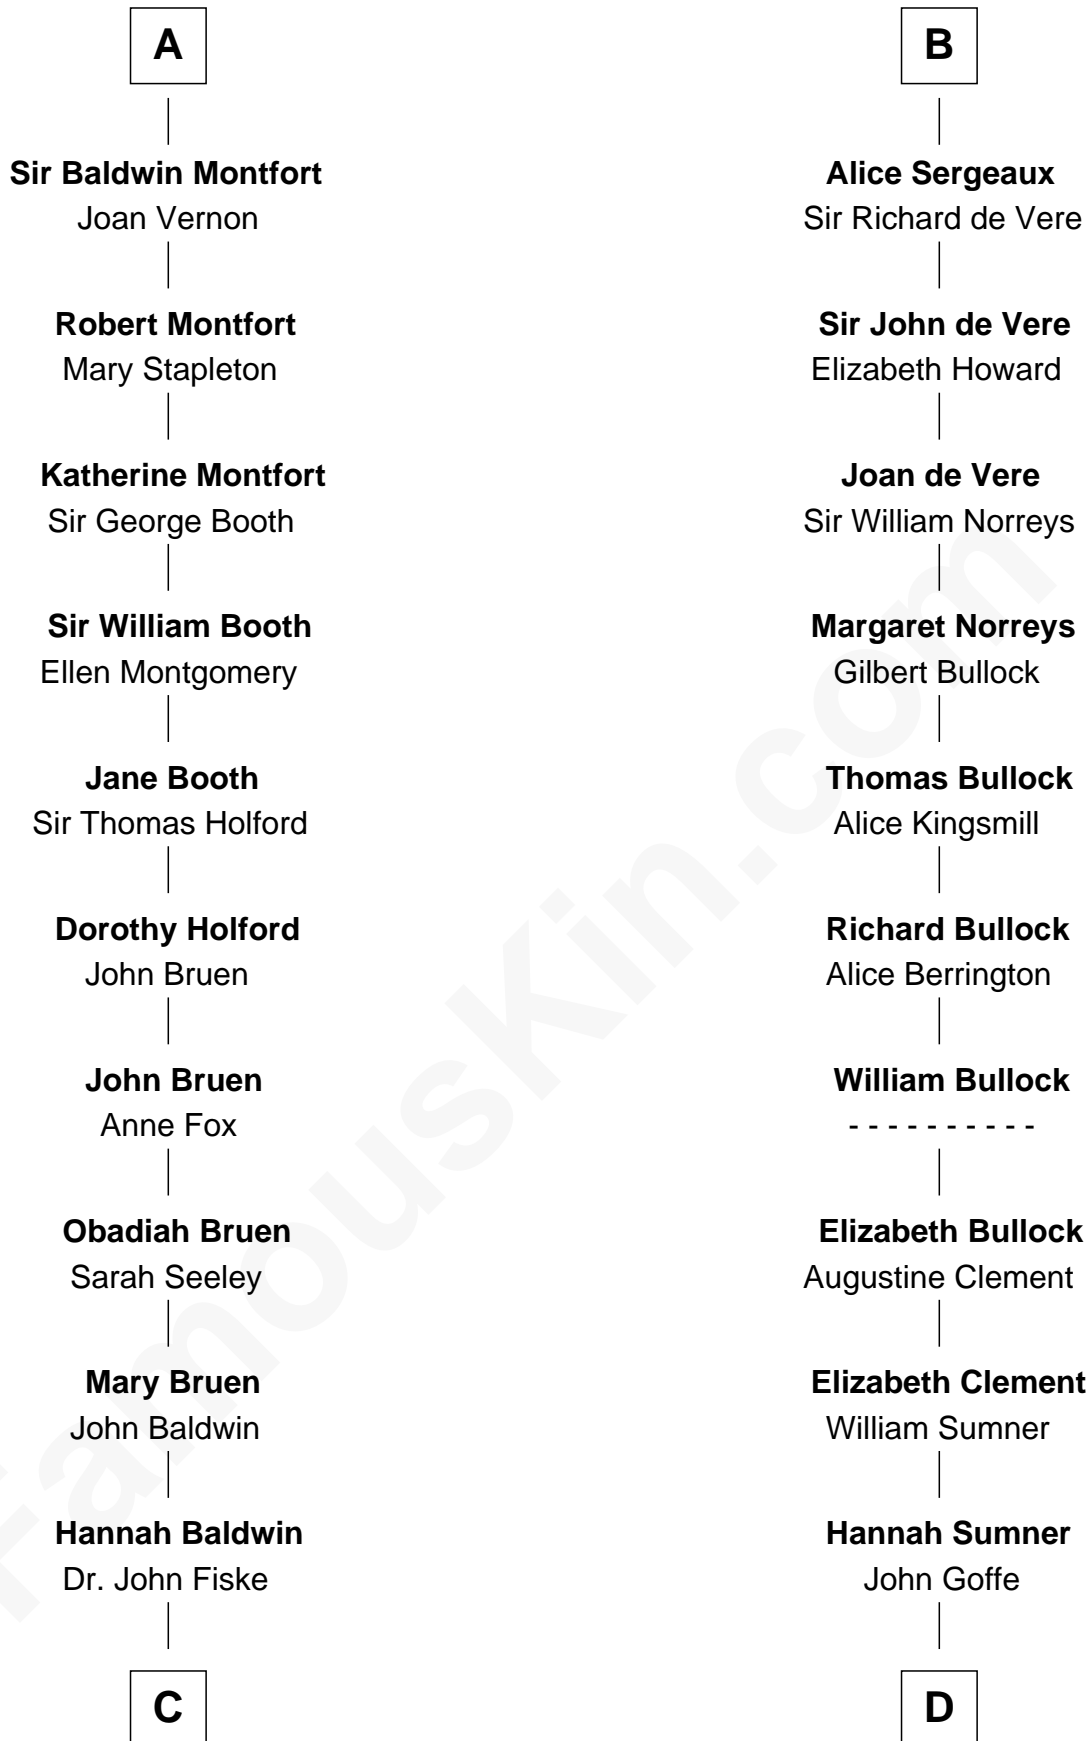 A
Sir Baldwin Montfort
Joan Vernon
Robert Montfort
Mary Stapleton
Katherine Montfort
Sir George Booth
Sir William Booth
Ellen Montgomery
Jane Booth
Sir Thomas Holford
Dorothy Holford
John Bruen
John Bruen
Anne Fox
Obadiah Bruen
Sarah Seeley
Mary Bruen
John Baldwin
Hannah Baldwin
Dr. John Fiske
C
B
Alice Sergeaux
Sir Richard de Vere
Sir John de Vere
Elizabeth Howard
Joan de Vere
Sir William Norreys
Margaret Norreys
Gilbert Bullock
Thomas Bullock
Alice Kingsmill
Richard Bullock
Alice Berrington
William Bullock
- - - - - - - - - -
Elizabeth Bullock
Augustine Clement
Elizabeth Clement
William Sumner
Hannah Sumner
John Goffe
D
FamousKin.com